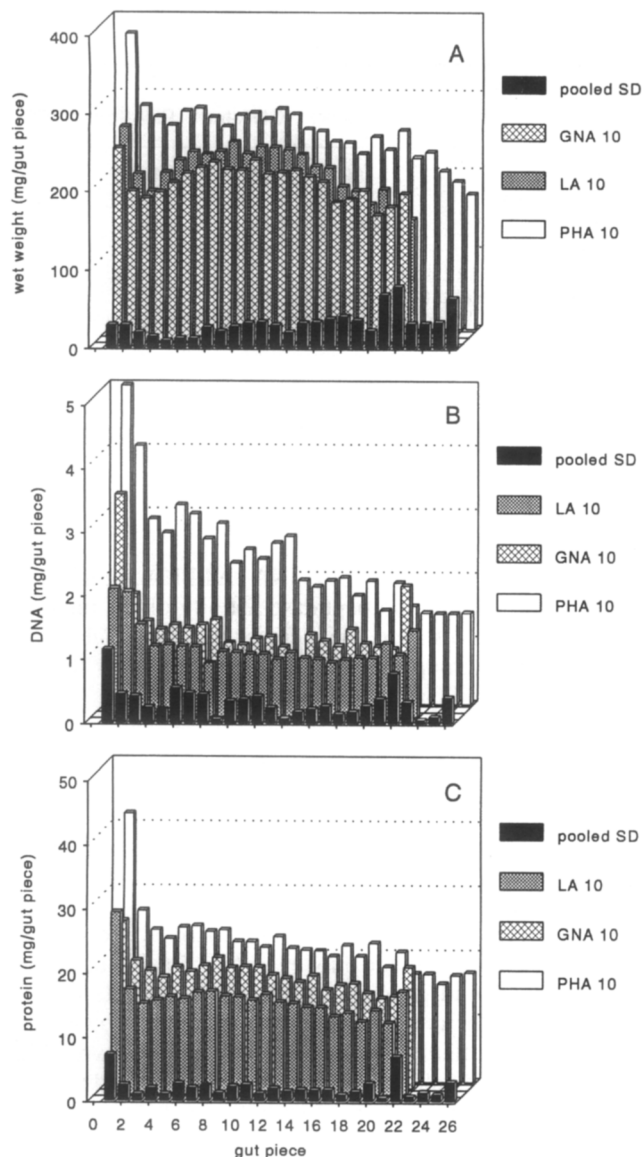 A
400
300
200
100
0
wet weight (mg/gut piece)
pooled SD
GNA 10
LA 10
PHA 10
B
5
4
3
2
1
0
DNA (mg/gut piece)
pooled SD
LA 10
GNA 10
PHA 10
C
50
40
30
20
10
0
protein (mg/gut piece)
pooled SD
LA 10
GNA 10
PHA 10
0 2 4 6 8 10 12 14 16 18 20 22 24 26
gut piece